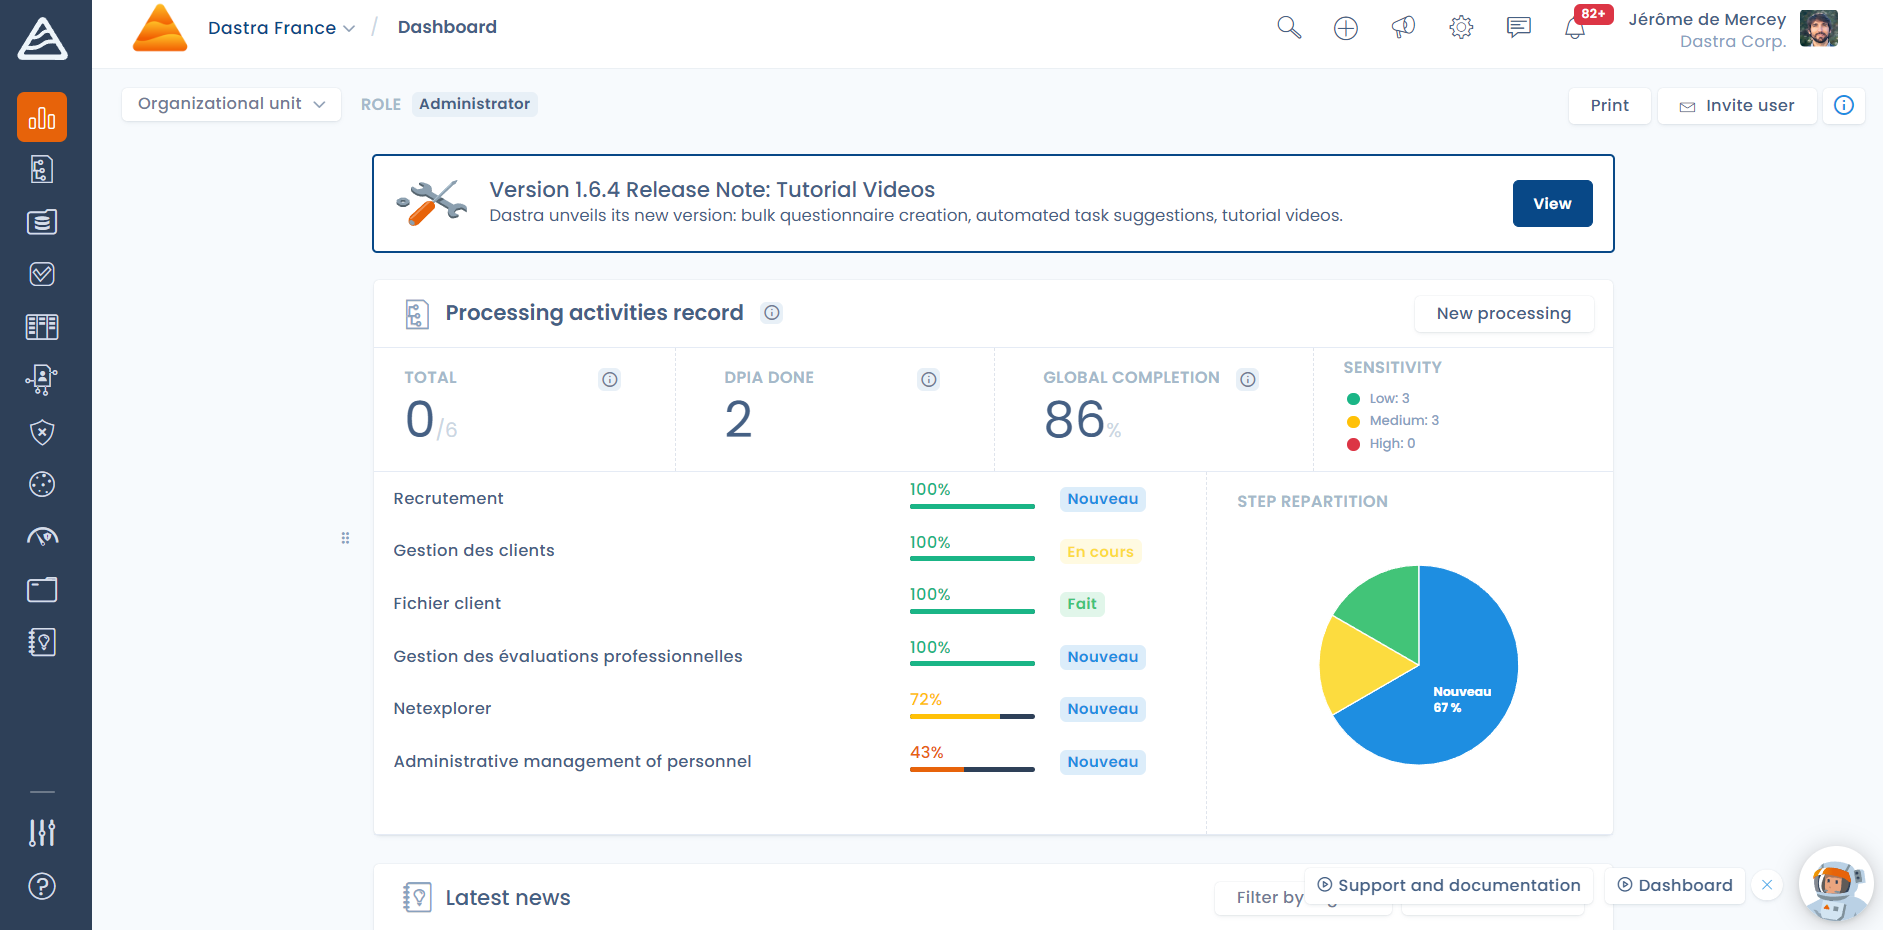 Dastra France / Dashboard
82+
Jérôme de Mercey
Dastra Corp.
Organizational unit
ROLE Administrator
Print
Invite user
Version 1.6.4 Release Note: Tutorial Videos
Dastra unveils its new version: bulk questionnaire creation, automated task suggestions, tutorial videos.
View
Processing activities record
New processing
TOTAL
0/6
DPIA DONE
2
GLOBAL COMPLETION
86%
SENSITIVITY
Low: 3
Medium: 3
High: 0
Recrutement 100% Nouveau
Gestion des clients 100% En cours
Fichier client 100% Fait
Gestion des évaluations professionnelles 100% Nouveau
Netexplorer 72% Nouveau
Administrative management of personnel 43% Nouveau
STEP REPARTITION
Nouveau
67 %
Latest news
Filter by
Support and documentation
Dashboard